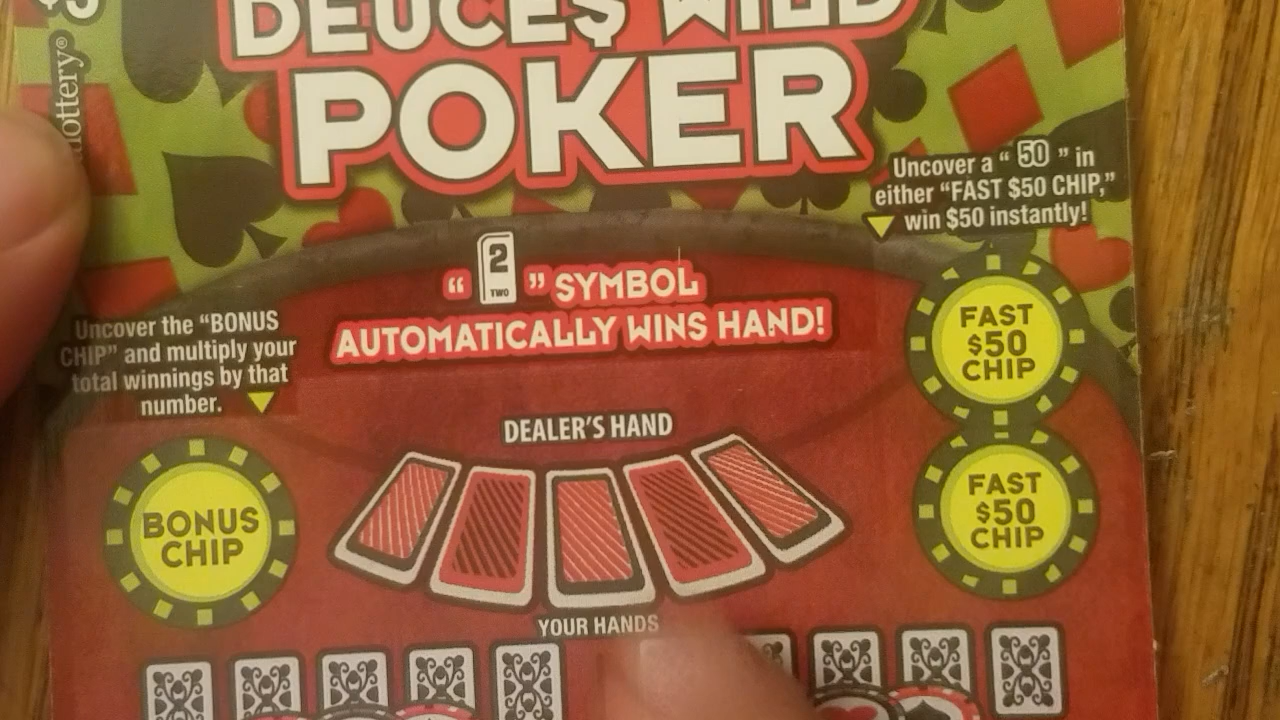 $5
DEUCES WILD
POKER
lottery®
Uncover a “ 50 ” in
either “FAST $50 CHIP,”
win $50 instantly!
“ 2 TWO ” SYMBOL
AUTOMATICALLY WINS HAND!
Uncover the “BONUS
CHIP” and multiply your
total winnings by that
number.
FAST
$50
CHIP
DEALER'S HAND
BONUS
CHIP
FAST
$50
CHIP
YOUR HANDS